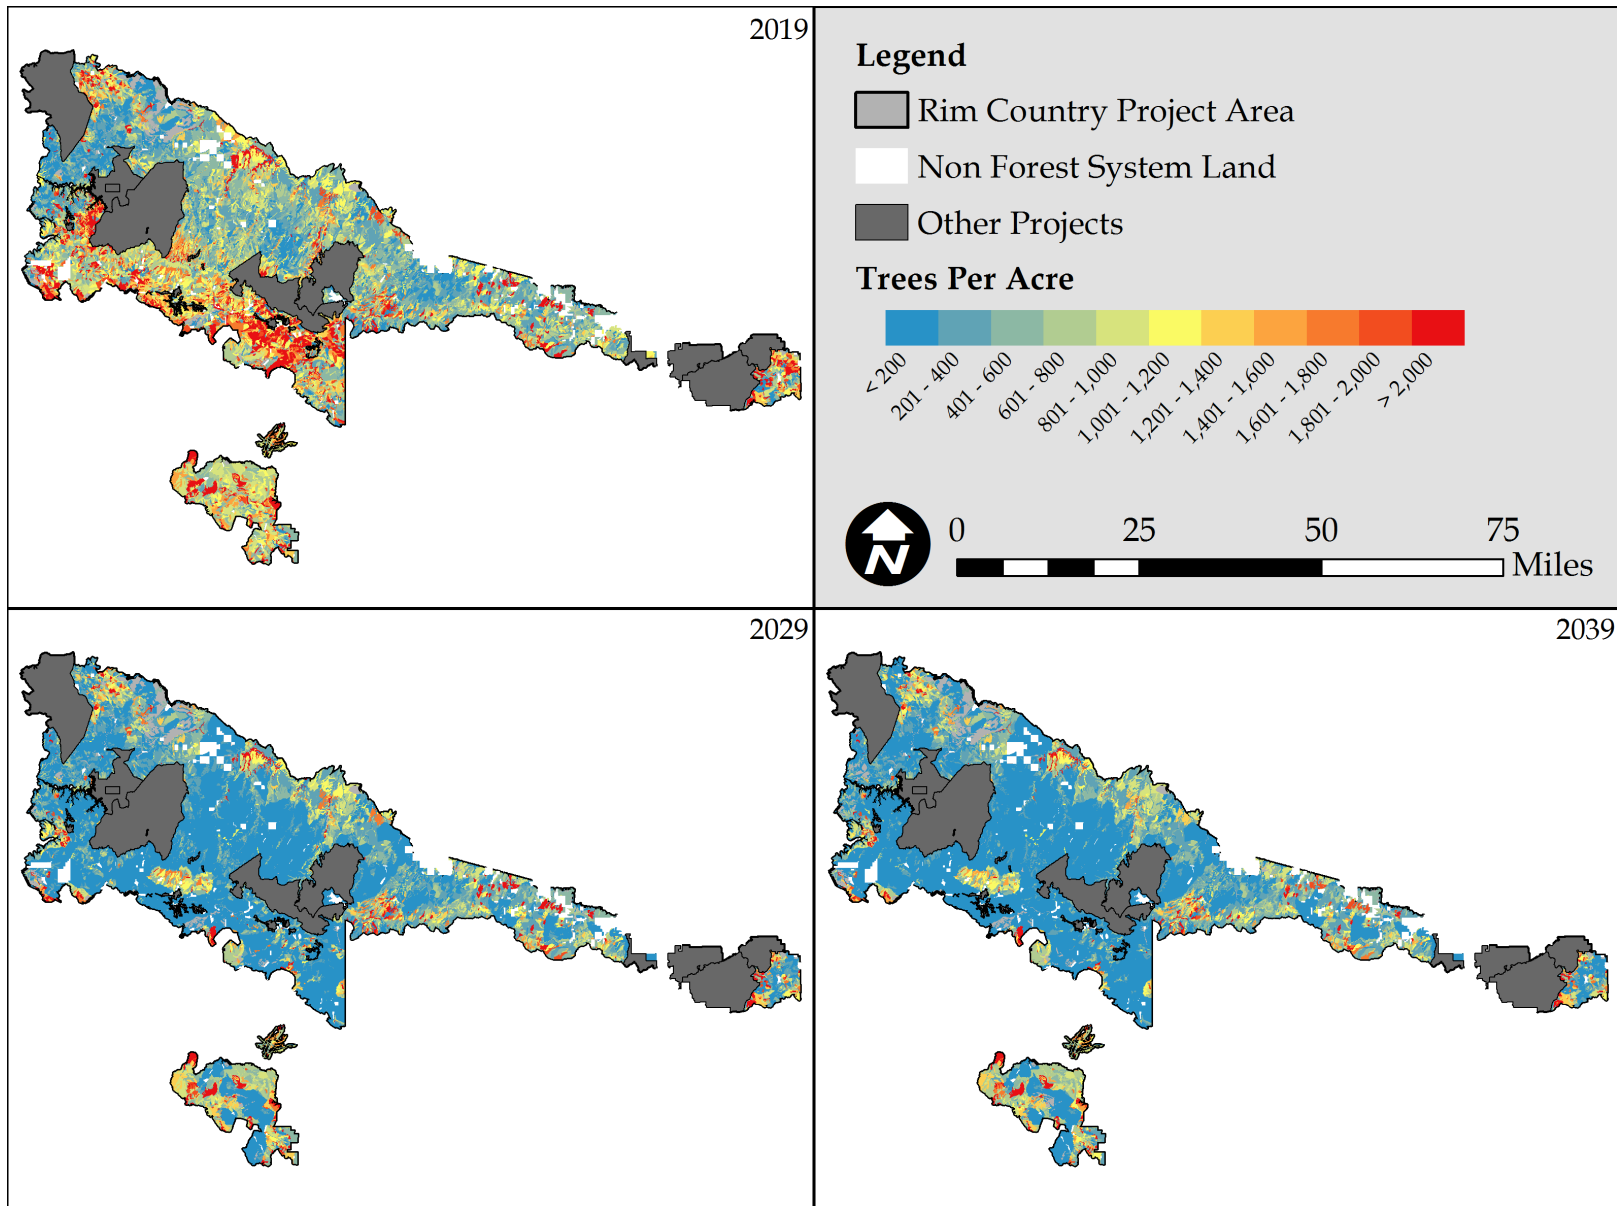 2019
Legend
Rim Country Project Area
Non Forest System Land
Other Projects
Trees Per Acre
< 200
201 - 400
401 - 600
601 - 800
801 - 1,000
1,001 - 1,200
1,201 - 1,400
1,401 - 1,600
1,601 - 1,800
1,801 - 2,000
> 2,000
N
0 25 50 75
Miles
2029
2039